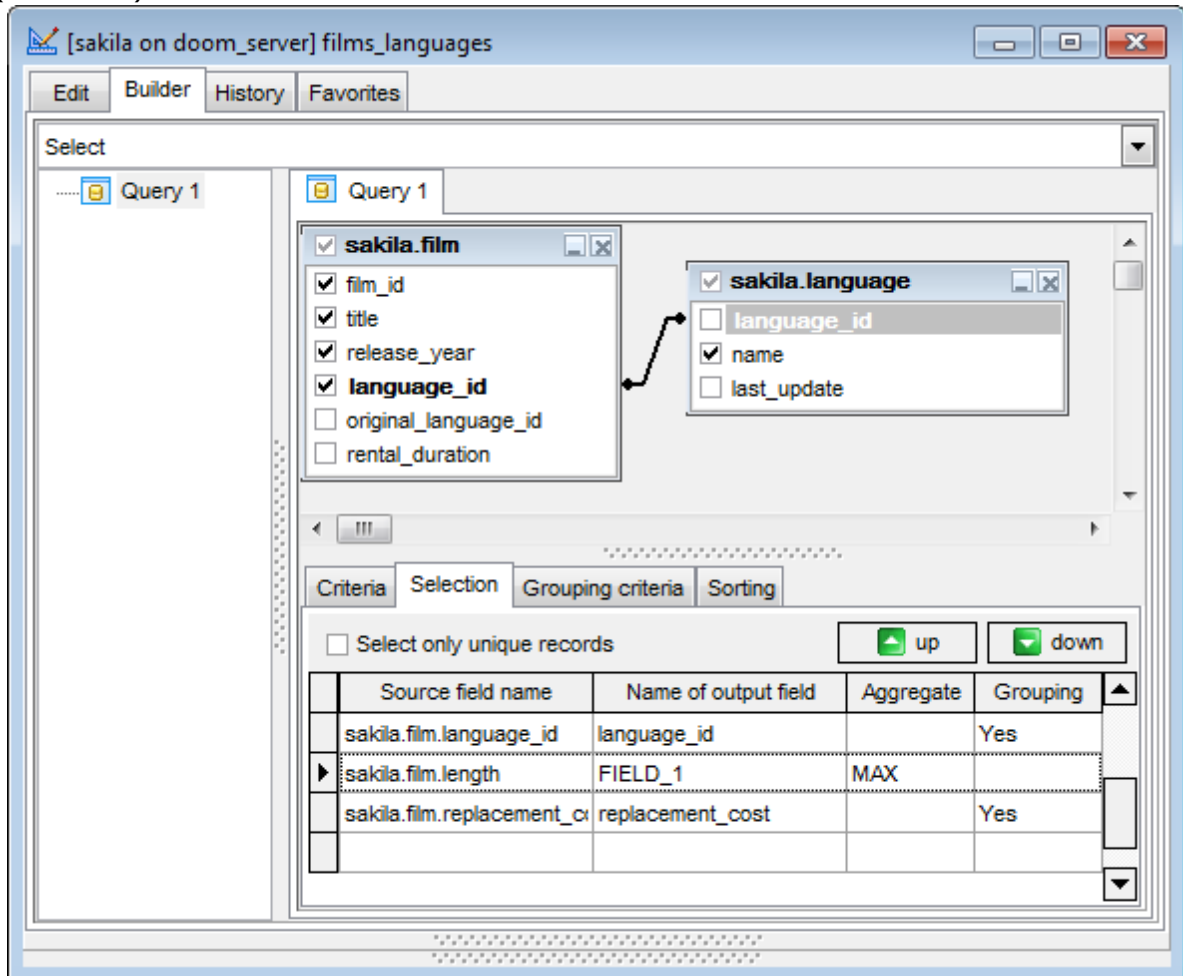 [sakila on doom_server] films_languages
Edit Builder History Favorites
Select
Query 1
Query 1
sakila.film
film_id
title
release_year
language_id
original_language_id
rental_duration
sakila.language
language_id
name
last_update
Criteria Selection Grouping criteria Sorting
Select only unique records up down
Source field name Name of output field Aggregate Grouping
sakila.film.language_id language_id Yes
sakila.film.length FIELD_1 MAX
sakila.film.replacement_c replacement_cost Yes